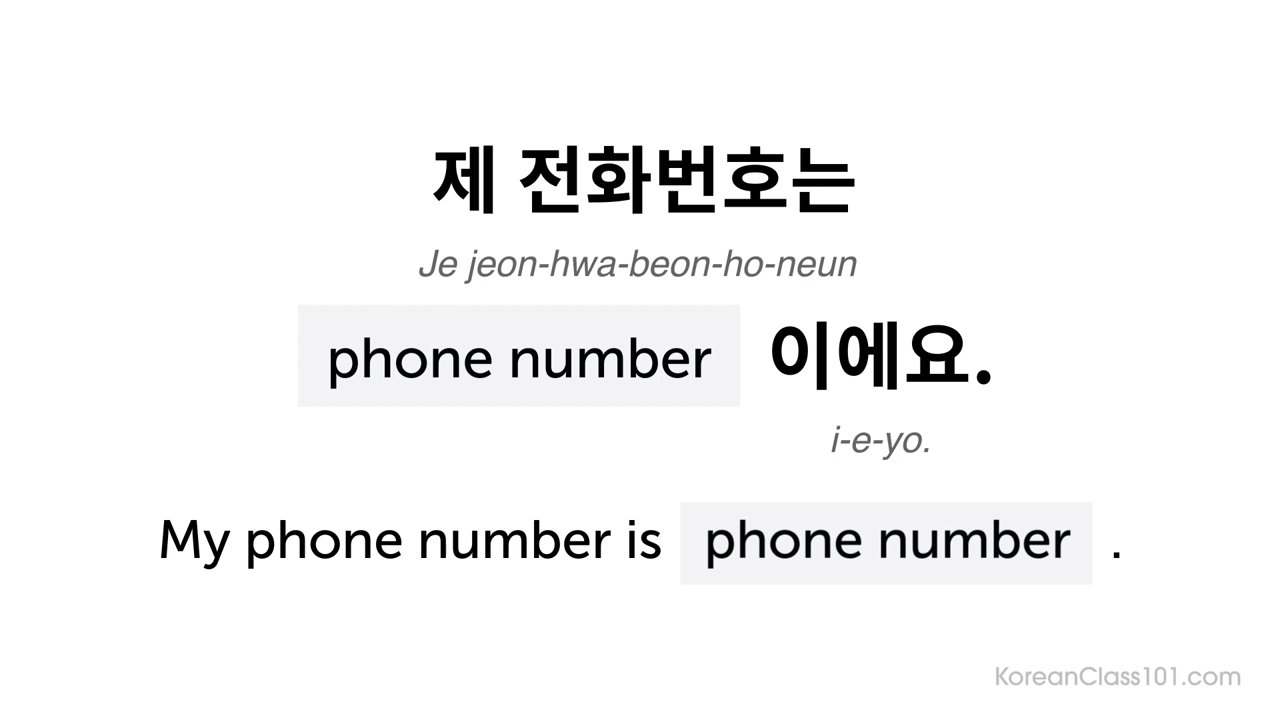 제 전화번호는
Je jeon-hwa-beon-ho-neun
phone number 이에요.
i-e-yo.
My phone number is phone number .
KoreanClass101.com